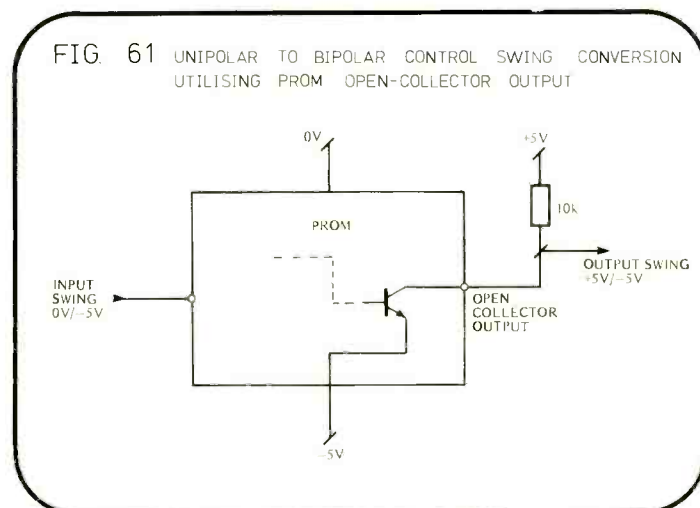 FIG. 61 UNIPOLAR TO BIPOLAR CONTROL SWING CONVERSION
UTILISING PROM OPEN-COLLECTOR OUTPUT
0V
+5V
10k
PROM
OUTPUT SWING
+5V/-5V
INPUT
SWING
0V/-5V
OPEN
COLLECTOR
OUTPUT
-5V